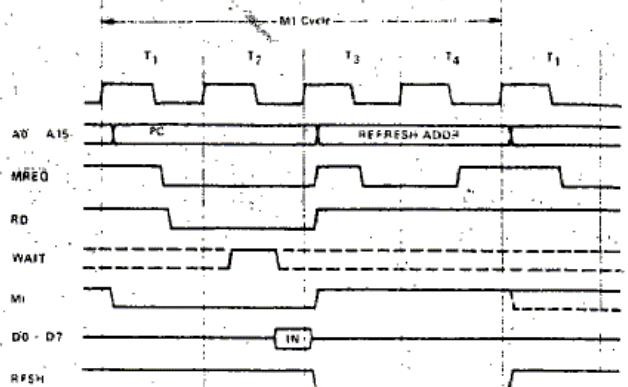 M1 Cycle
T1 T2 T3 T4 T1
A0 A15 PC REFRESH ADDR
MREQ
RD
WAIT
M1
D0 - D7 IN
RFSH